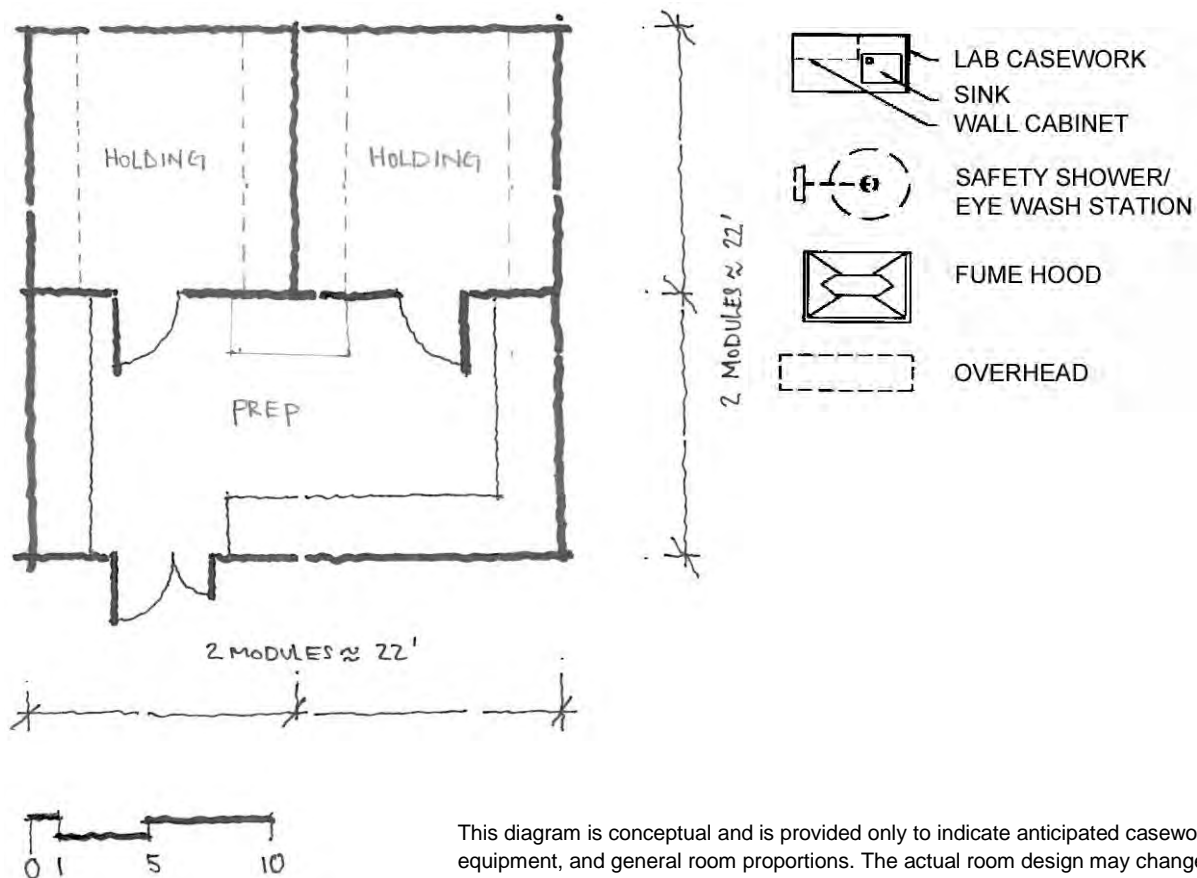 HOLDING
HOLDING
PREP
2 MODULES ≈ 22'
2 MODULES ≈ 22'
0 1 5 10
LAB CASEWORK
SINK
WALL CABINET
SAFETY SHOWER/
EYE WASH STATION
FUME HOOD
OVERHEAD
This diagram is conceptual and is provided only to indicate anticipated
equipment, and general room proportions. The actual room design may